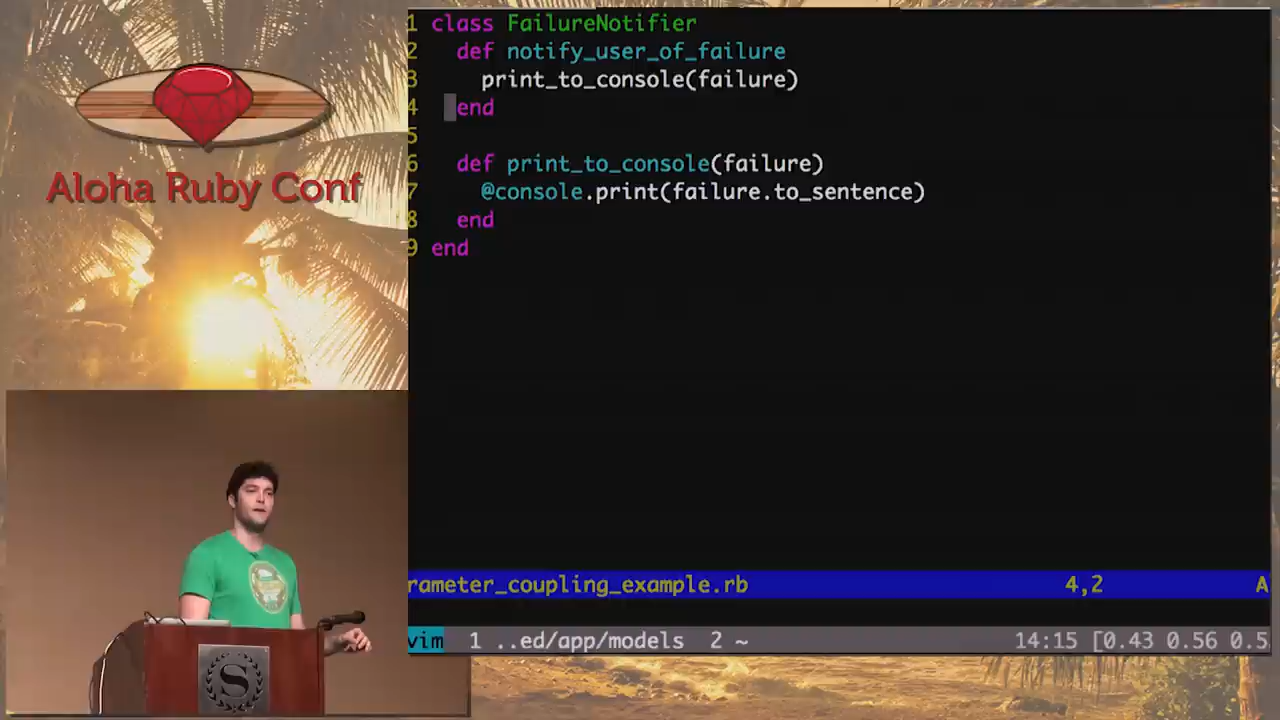 Aloha Ruby Conf
1 class FailureNotifier
2 def notify_user_of_failure
3 print_to_console(failure)
4 end
5
6 def print_to_console(failure)
7 @console.print(failure.to_sentence)
8 end
9 end
rameter_coupling_example.rb 4,2 A
vim 1 ..ed/app/models 2 ~ 14:15 [0.43 0.56 0.5
S